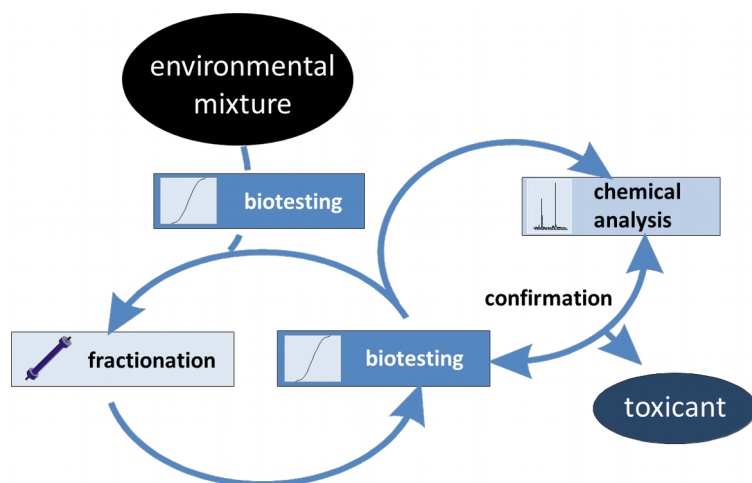 environmental
mixture
biotesting
chemical
analysis
confirmation
fractionation
biotesting
toxicant